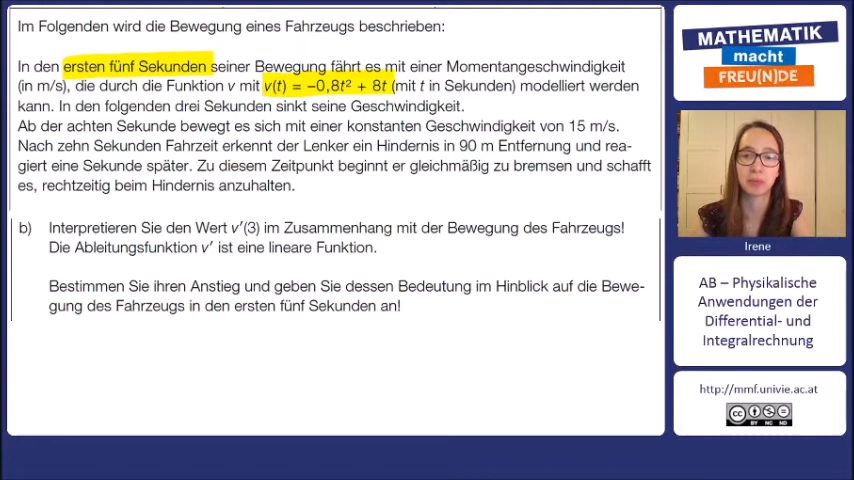 Im Folgenden wird die Bewegung eines Fahrzeugs beschrieben:
In den ersten fünf Sekunden seiner Bewegung fährt es mit einer Momentangeschwindigkeit
(in m/s), die durch die Funktion v mit v(t) = −0,8t² + 8t (mit t in Sekunden) modelliert werden
kann. In den folgenden drei Sekunden sinkt seine Geschwindigkeit.
Ab der achten Sekunde bewegt es sich mit einer konstanten Geschwindigkeit von 15 m/s.
Nach zehn Sekunden Fahrzeit erkennt der Lenker ein Hindernis in 90 m Entfernung und rea-
giert eine Sekunde später. Zu diesem Zeitpunkt beginnt er gleichmäßig zu bremsen und schafft
es, rechtzeitig beim Hindernis anzuhalten.
b) Interpretieren Sie den Wert v′(3) im Zusammenhang mit der Bewegung des Fahrzeugs!
Die Ableitungsfunktion v′ ist eine lineare Funktion.
Bestimmen Sie ihren Anstieg und geben Sie dessen Bedeutung im Hinblick auf die Bewe-
gung des Fahrzeugs in den ersten fünf Sekunden an!
MATHEMATIK
macht
FREU(N)DE
Irene
AB – Physikalische
Anwendungen der
Differential- und
Integralrechnung
http://mmf.univie.ac.at
CC
BY NC ND